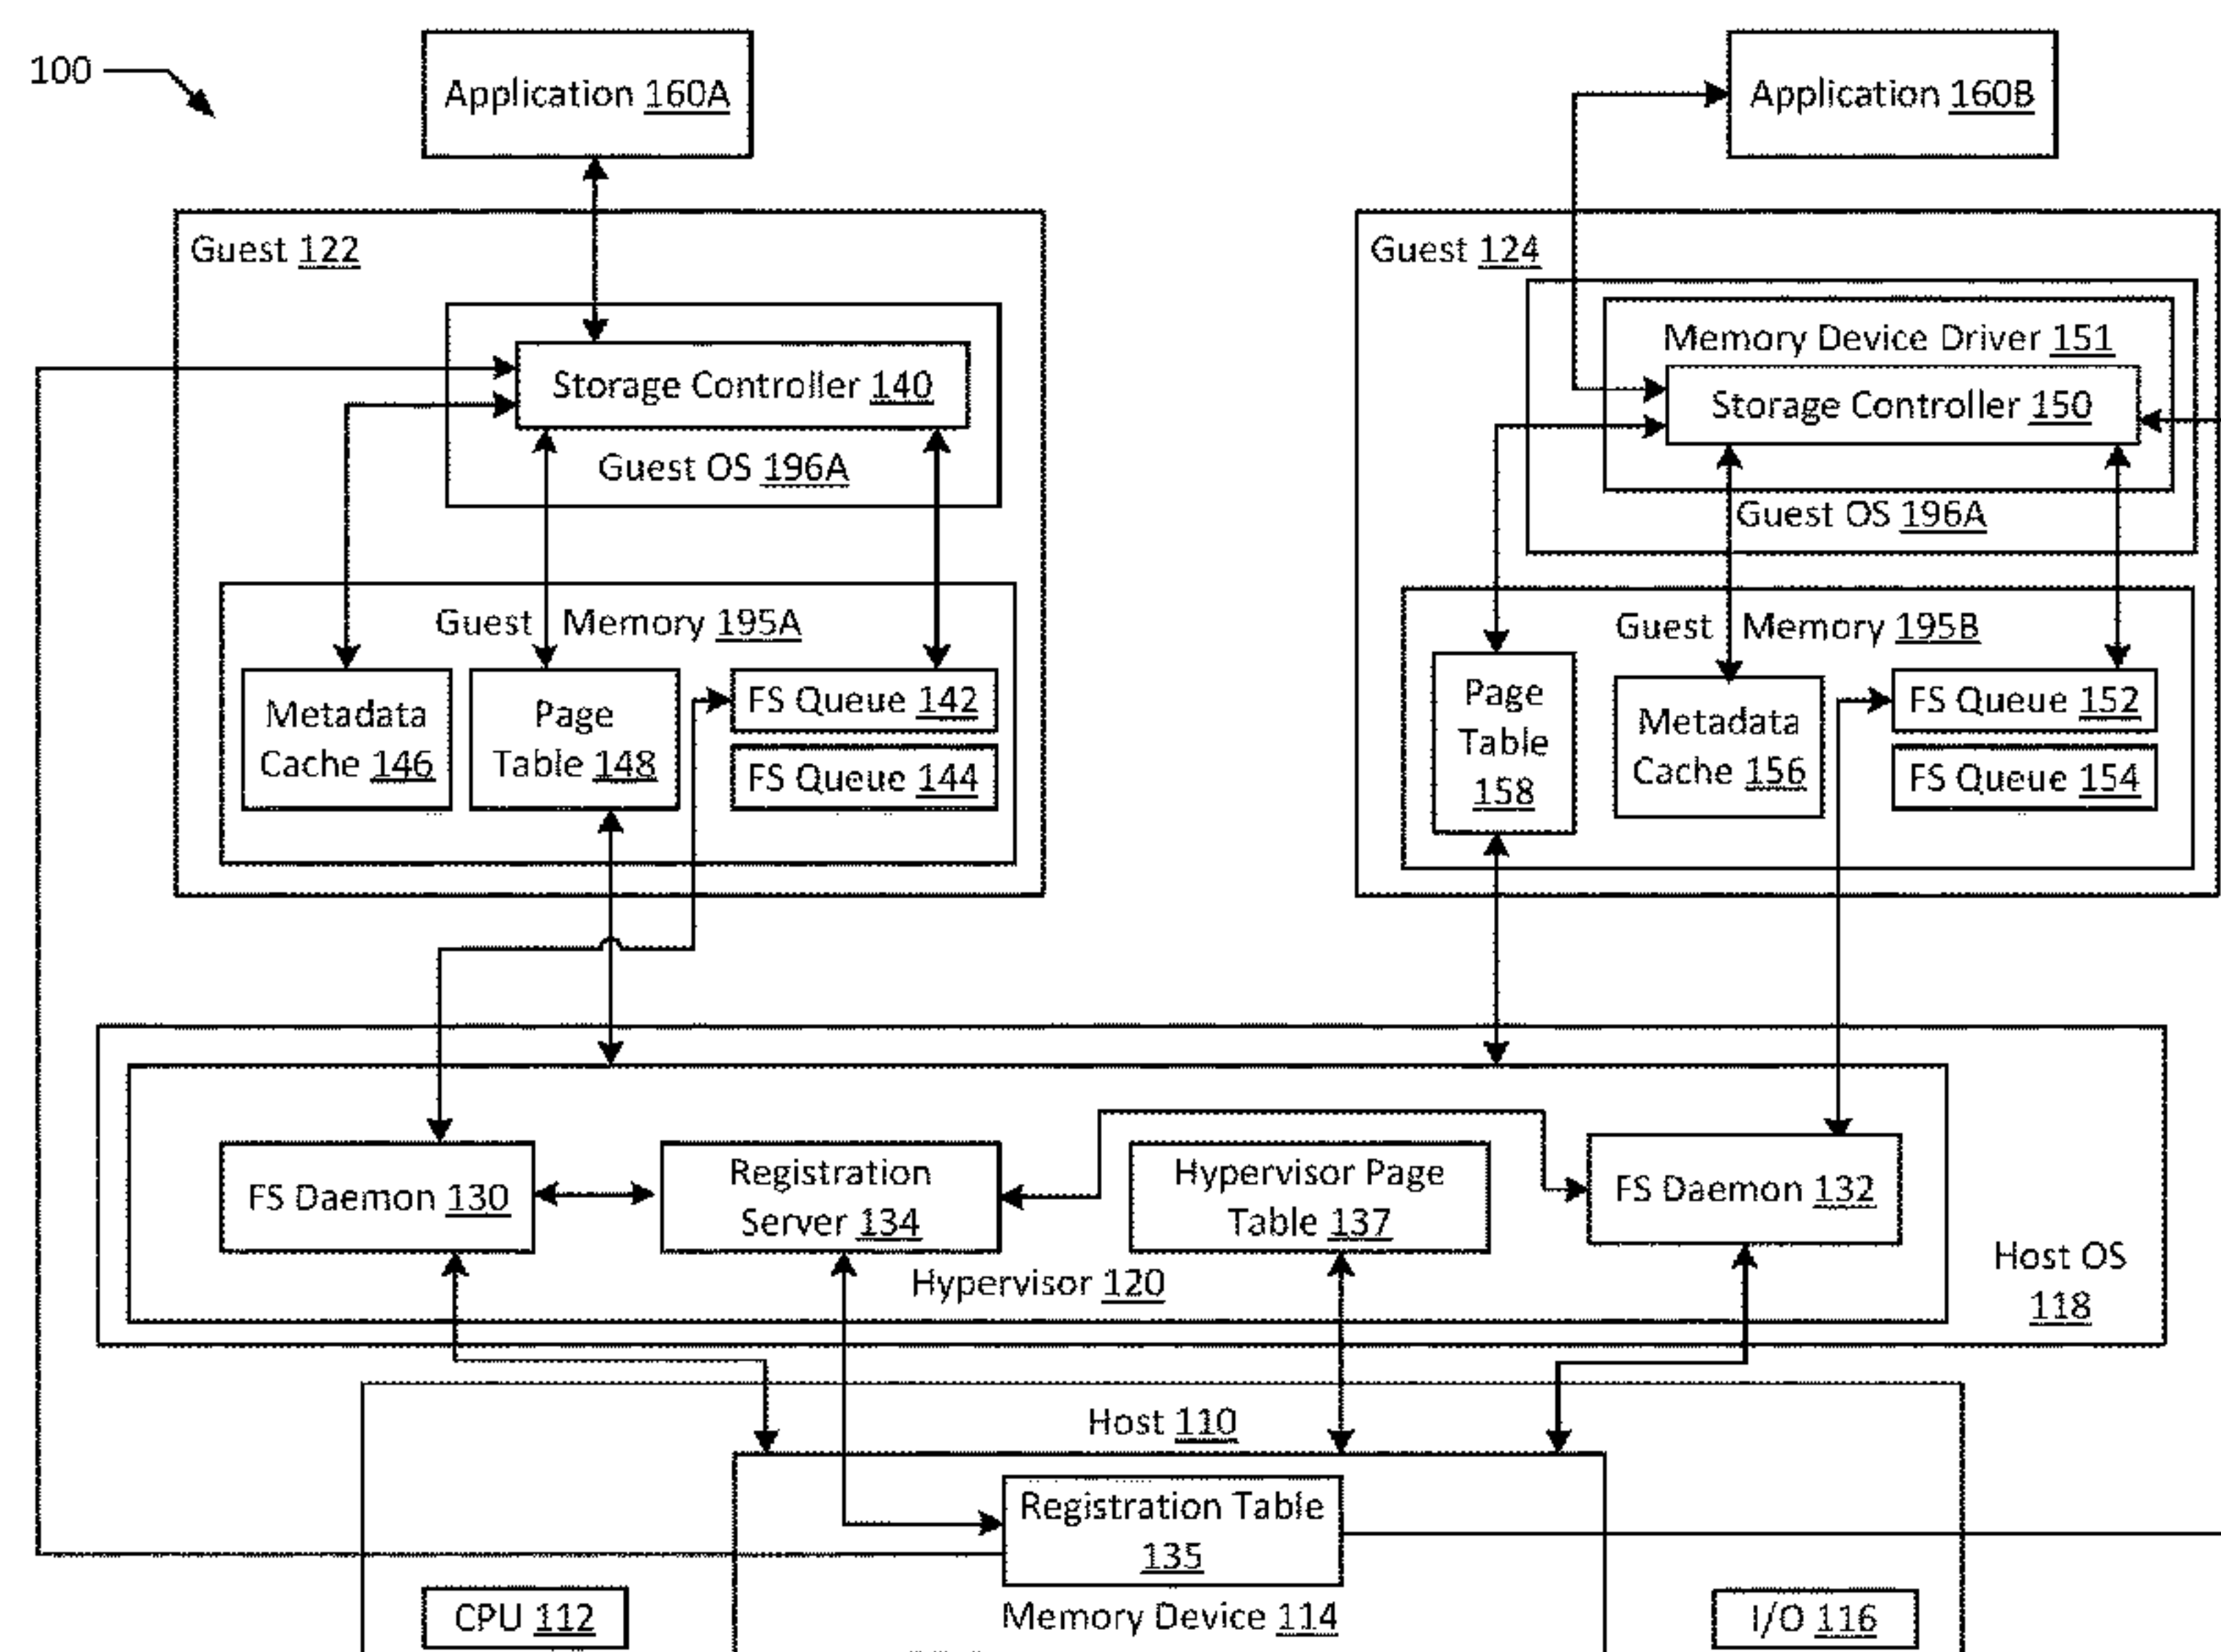 100
Application 160A
Application 160B
Guest 122
Guest 124
Memory Device Driver 151
Storage Controller 140
Storage Controller 150
Guest OS 196A
Guest OS 196A
Guest Memory 195A
Guest Memory 195B
Metadata
Cache 146
Page
Table 148
FS Queue 142
FS Queue 144
Page
Table
158
Metadata
Cache 156
FS Queue 152
FS Queue 154
FS Daemon 130
Registration
Server 134
Hypervisor Page
Table 137
FS Daemon 132
Hypervisor 120
Host OS
118
Host 110
Registration Table
135
CPU 112
Memory Device 114
I/O 116